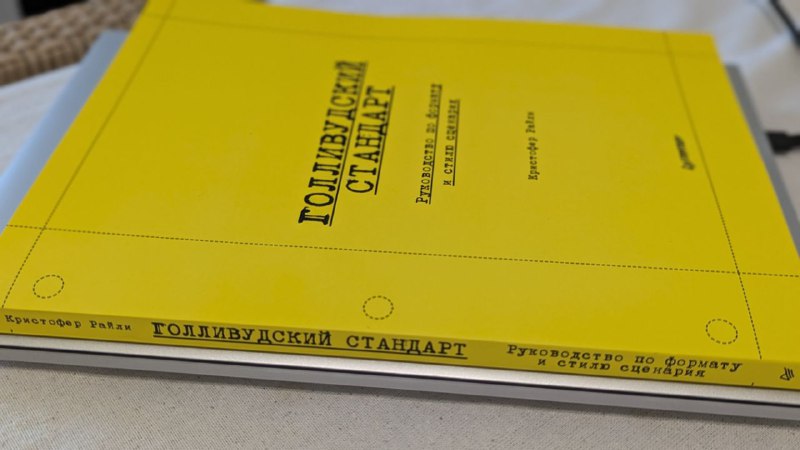 ГОЛЛИВУДСКИЙ
СТАНДАРТ
Руководство по формату
и стилю сценария
Кристофер Райли
Кристофер Райли
ГОЛЛИВУДСКИЙ СТАНДАРТ
Руководство по формату
и стилю сценария